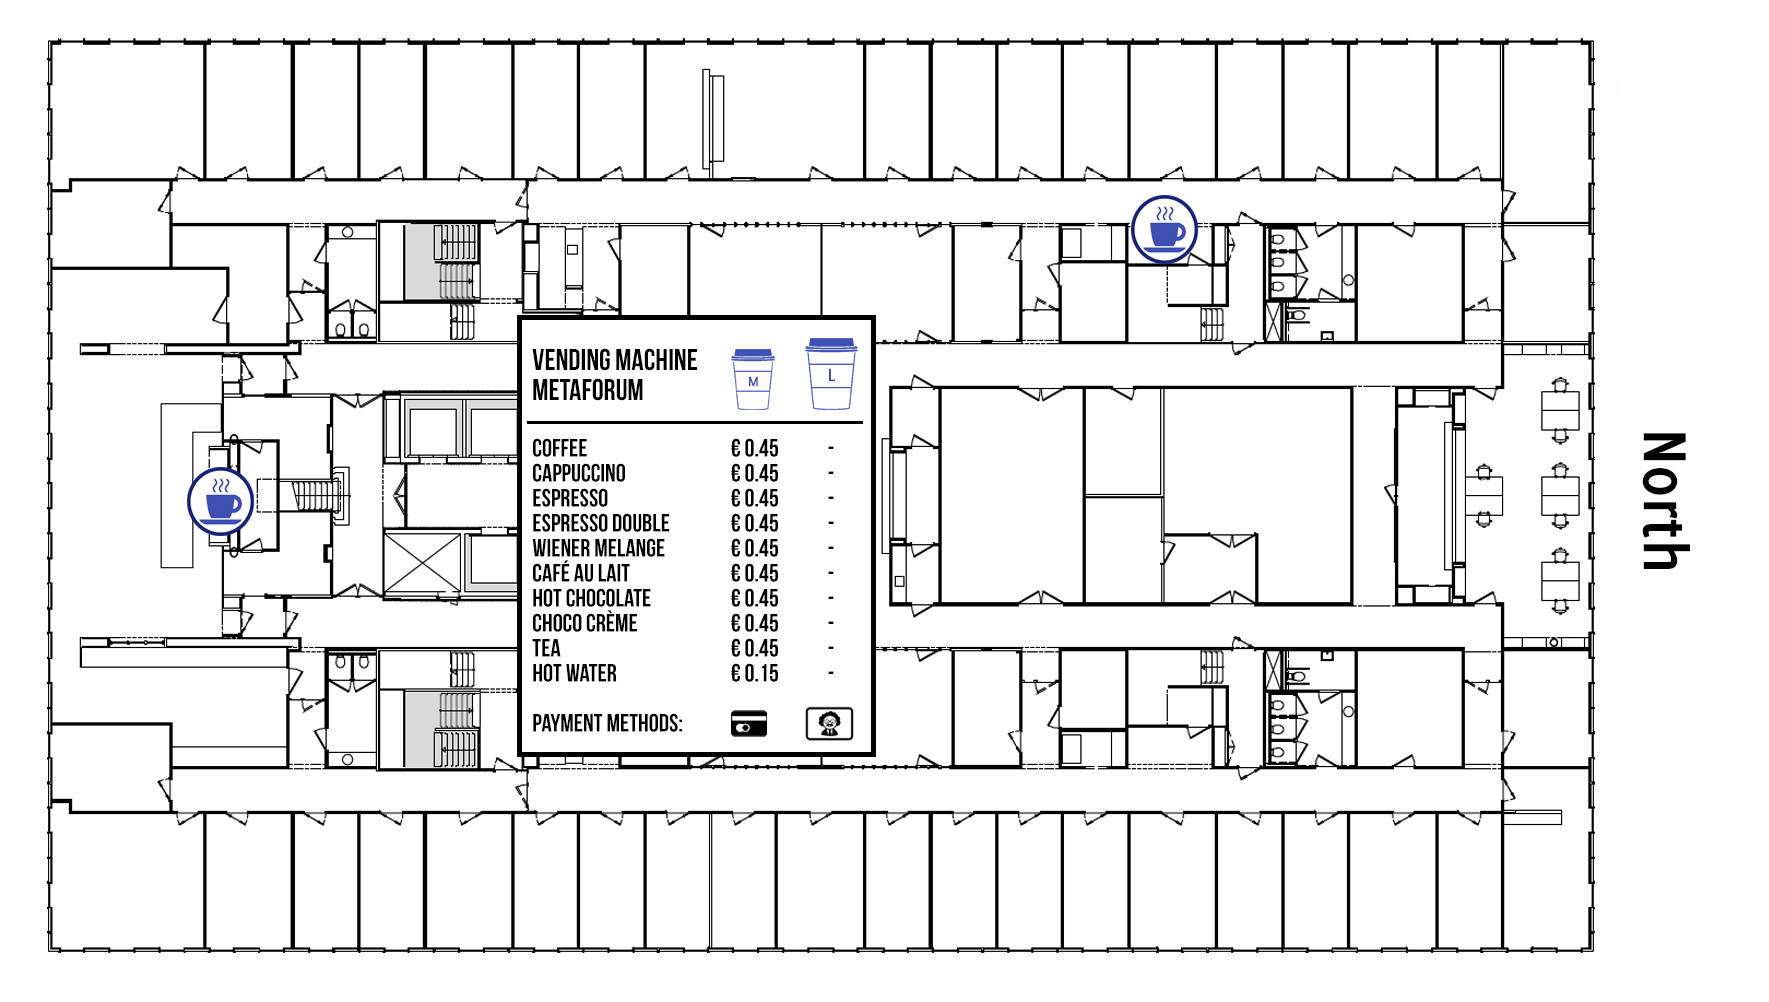 VENDING MACHINE
METAFORUM
M
L
COFFEE € 0.45 -
CAPPUCCINO € 0.45 -
ESPRESSO € 0.45 -
ESPRESSO DOUBLE € 0.45 -
WIENER MELANGE € 0.45 -
CAFÉ AU LAIT € 0.45 -
HOT CHOCOLATE € 0.45 -
CHOCO CRÈME € 0.45 -
TEA € 0.45 -
HOT WATER € 0.15 -
PAYMENT METHODS:
North